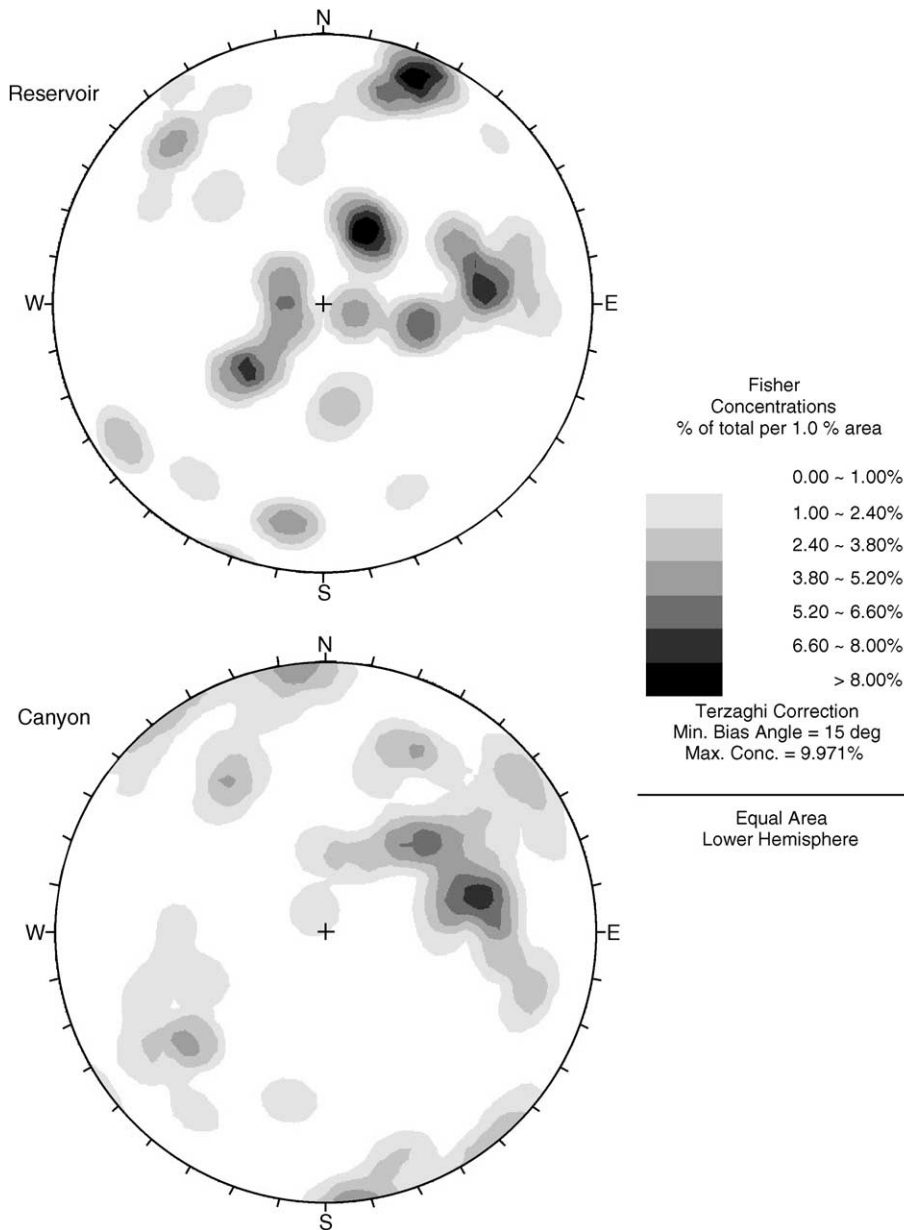 N
Reservoir
W
E
S
Fisher
Concentrations
% of total per 1.0 % area
0.00 ~ 1.00%
1.00 ~ 2.40%
2.40 ~ 3.80%
3.80 ~ 5.20%
5.20 ~ 6.60%
6.60 ~ 8.00%
> 8.00%
Terzaghi Correction
Min. Bias Angle = 15 deg
Max. Conc. = 9.971%
Equal Area
Lower Hemisphere
N
Canyon
W
E
S